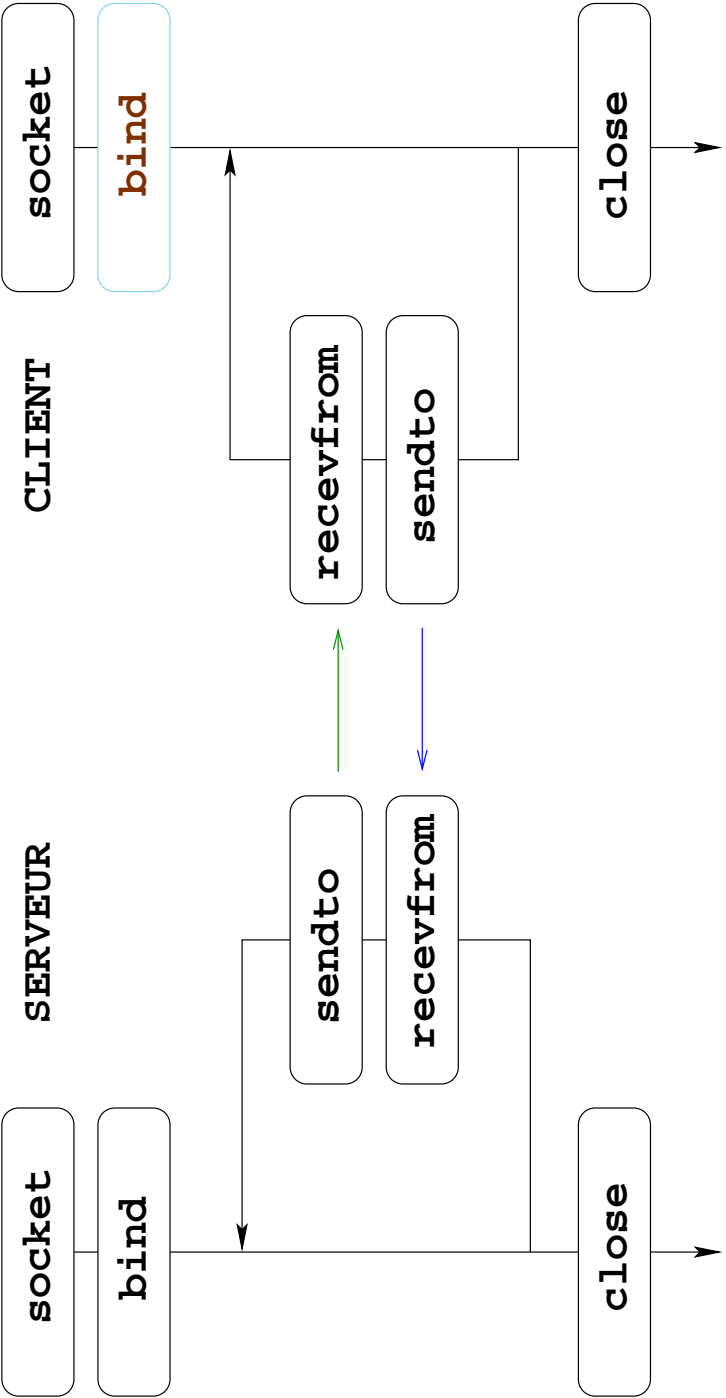 socket
SERVEUR
CLIENT
socket
bind
bind
sendto
recevfrom
recevfrom
sendto
close
close